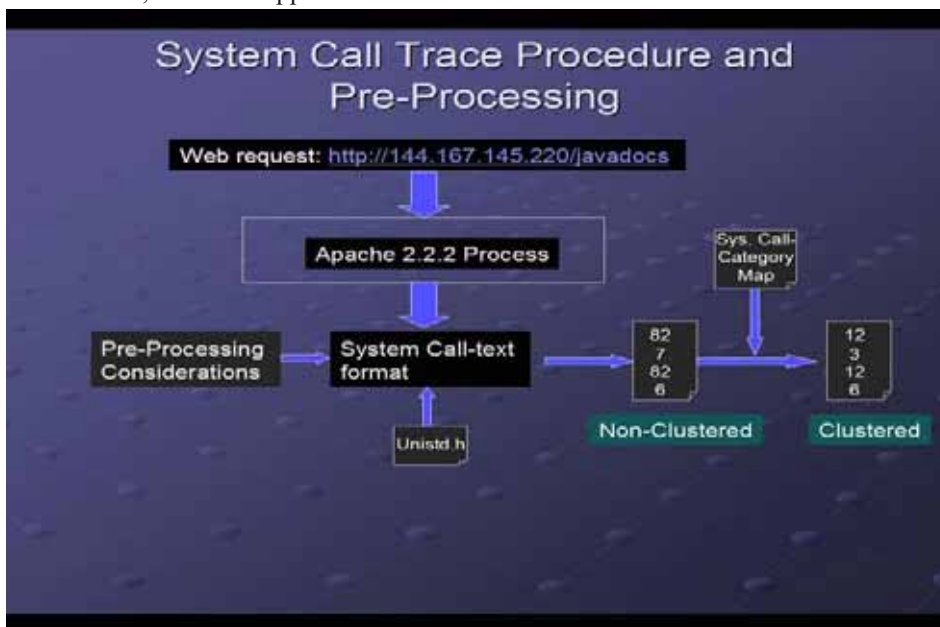 System Call Trace Procedure and
Pre-Processing
Web request: http://144.167.145.220/javadocs
Apache 2.2.2 Process
Sys. Call-
Category
Map
Pre-Processing
Considerations
System Call-text
format
82
7
82
6
12
3
12
6
Unistd.h
Non-Clustered
Clustered